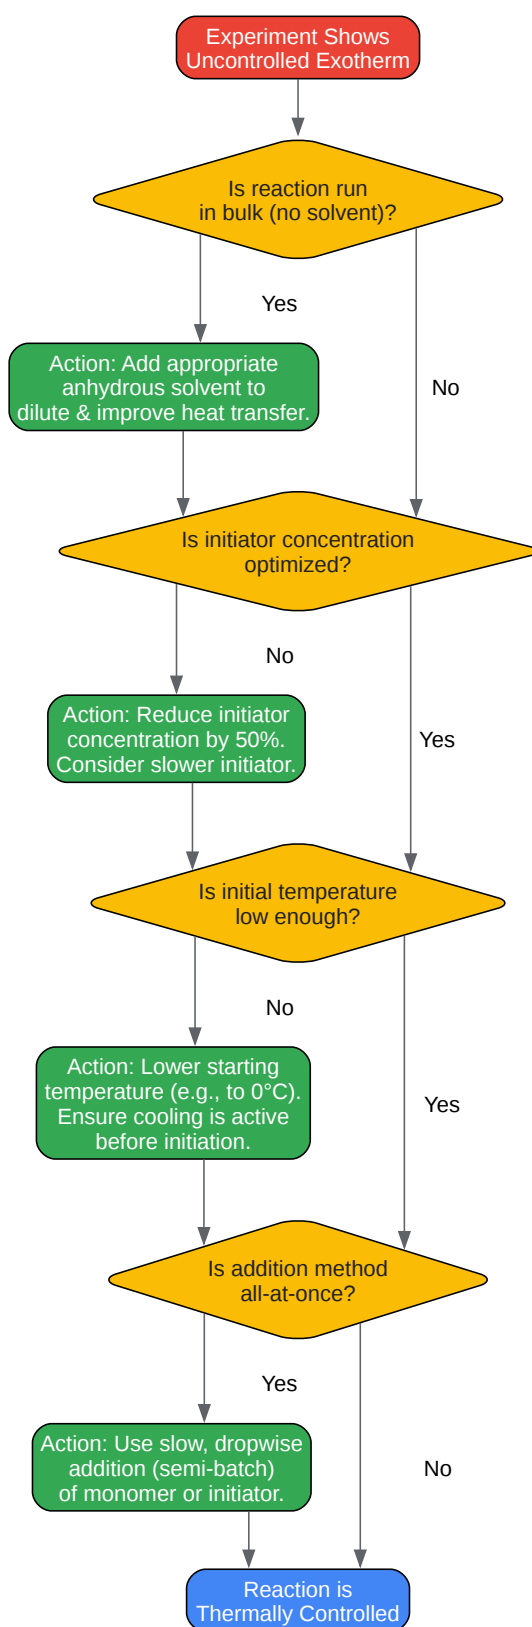 Experiment Shows
Uncontrolled Exotherm
Is reaction run
in bulk (no solvent)?
Yes
Action: Add appropriate
anhydrous solvent to
dilute & improve heat transfer.
No
Is initiator concentration
optimized?
No
Action: Reduce initiator
concentration by 50%.
Consider slower initiator.
Yes
Is initial temperature
low enough?
No
Action: Lower starting
temperature (e.g., to 0°C).
Ensure cooling is active
before initiation.
Yes
Is addition method
all-at-once?
Yes
Action: Use slow, dropwise
addition (semi-batch)
of monomer or initiator.
No
Reaction is
Thermally Controlled